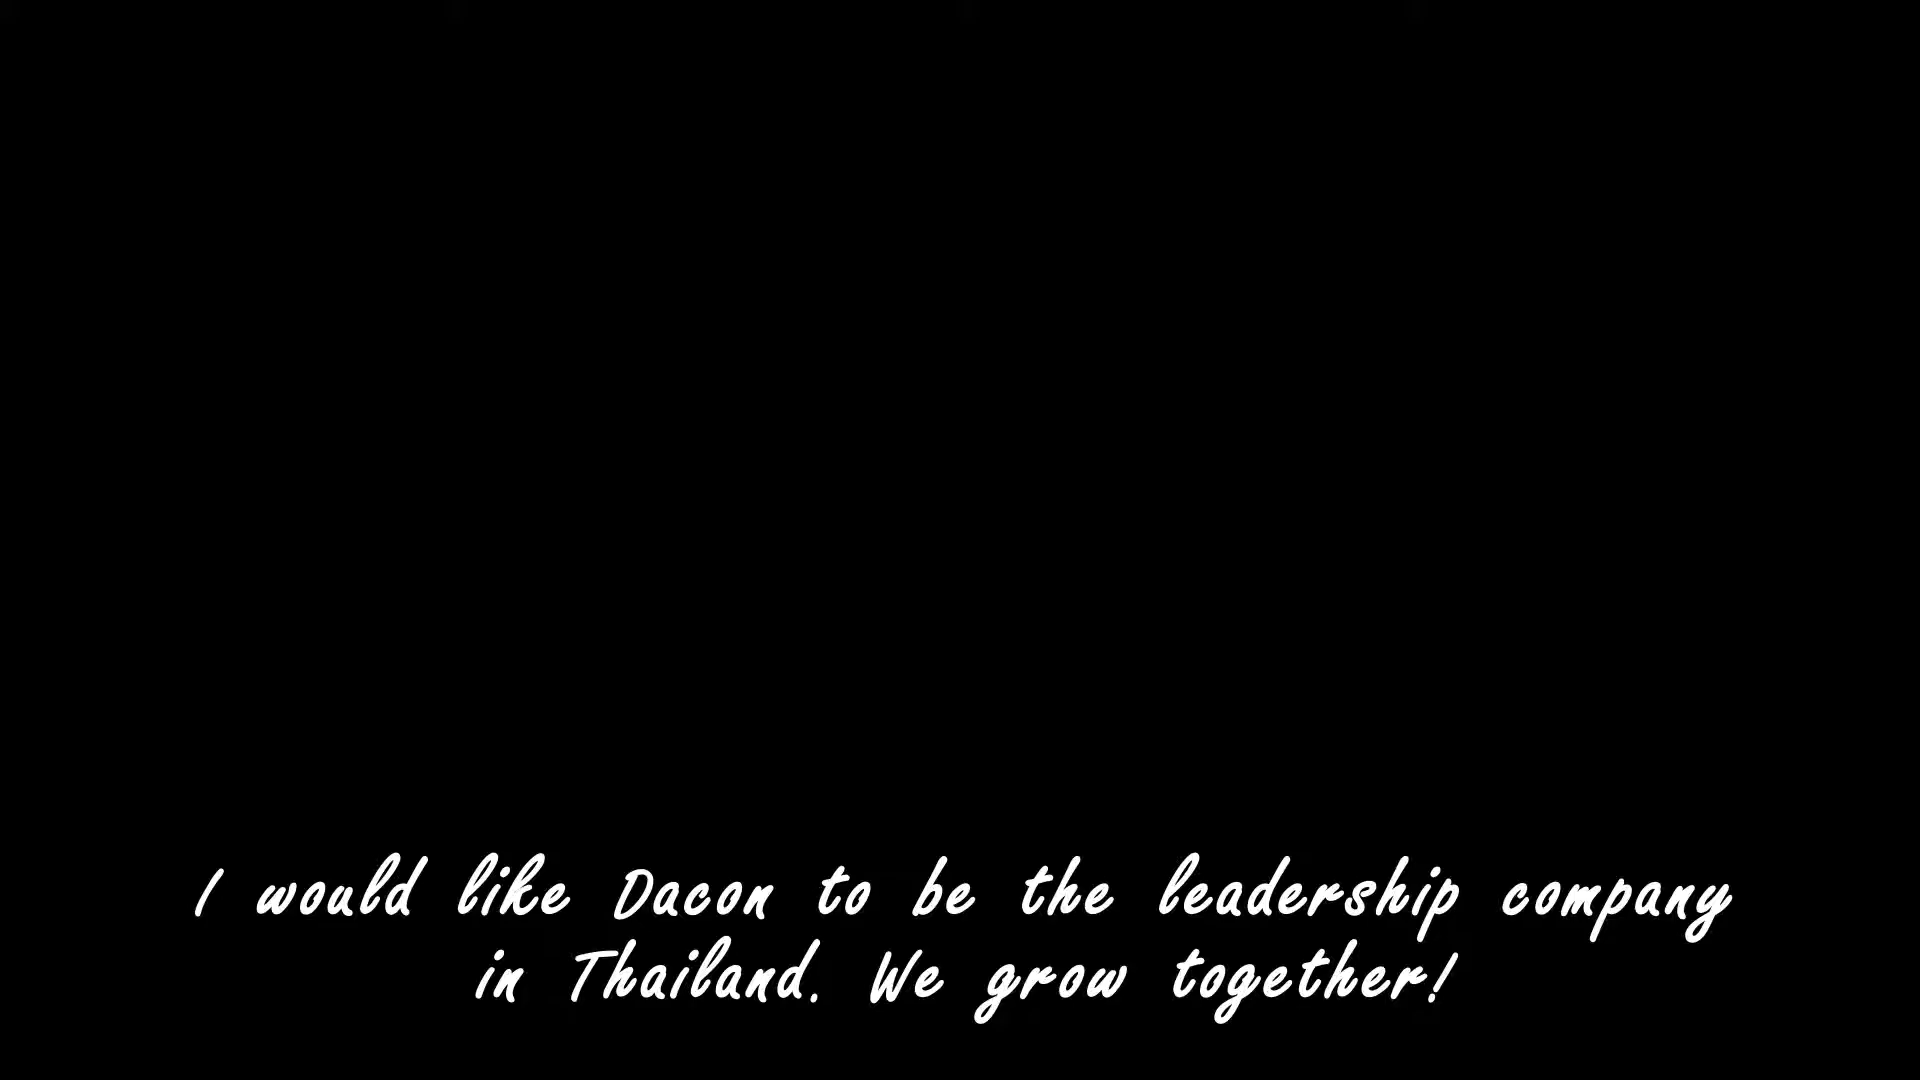 I would like Dacon to be the leadership company
in Thailand. We grow together!